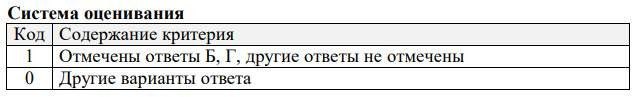 Система оценивания
Код Содержание критерия
1 Отмечены ответы Б, Г, другие ответы не отмечены
0 Другие варианты ответа